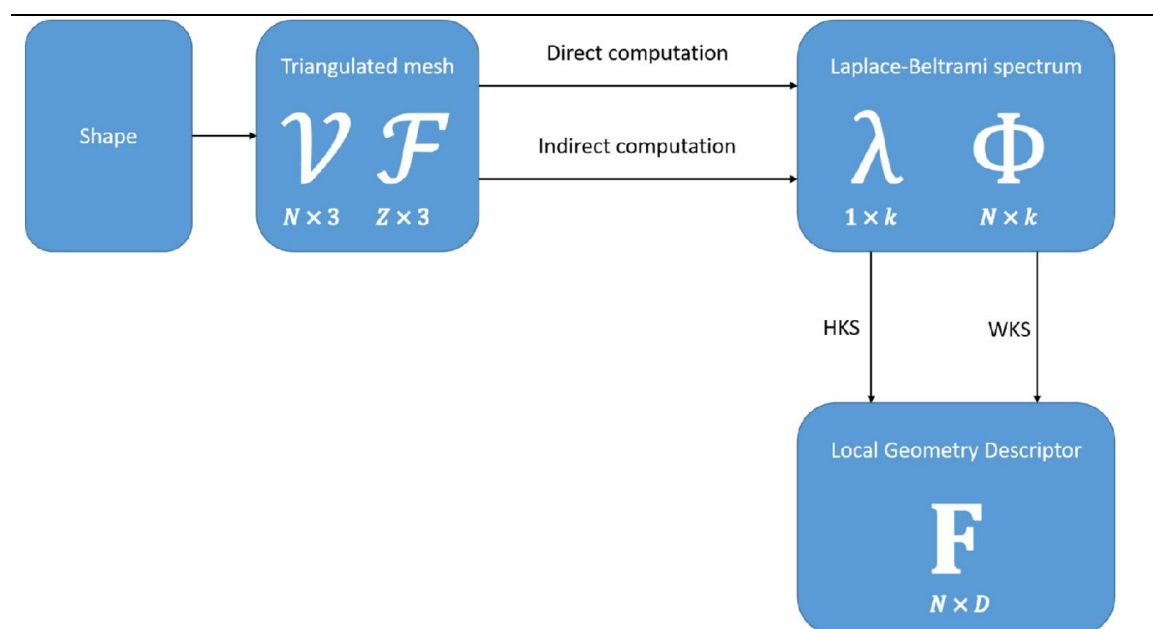 Shape
Triangulated mesh
𝒱 ℱ
N × 3 Z × 3
Direct computation
Indirect computation
Laplace-Beltrami spectrum
λ Φ
1 × k N × k
HKS WKS
Local Geometry Descriptor
F
N × D